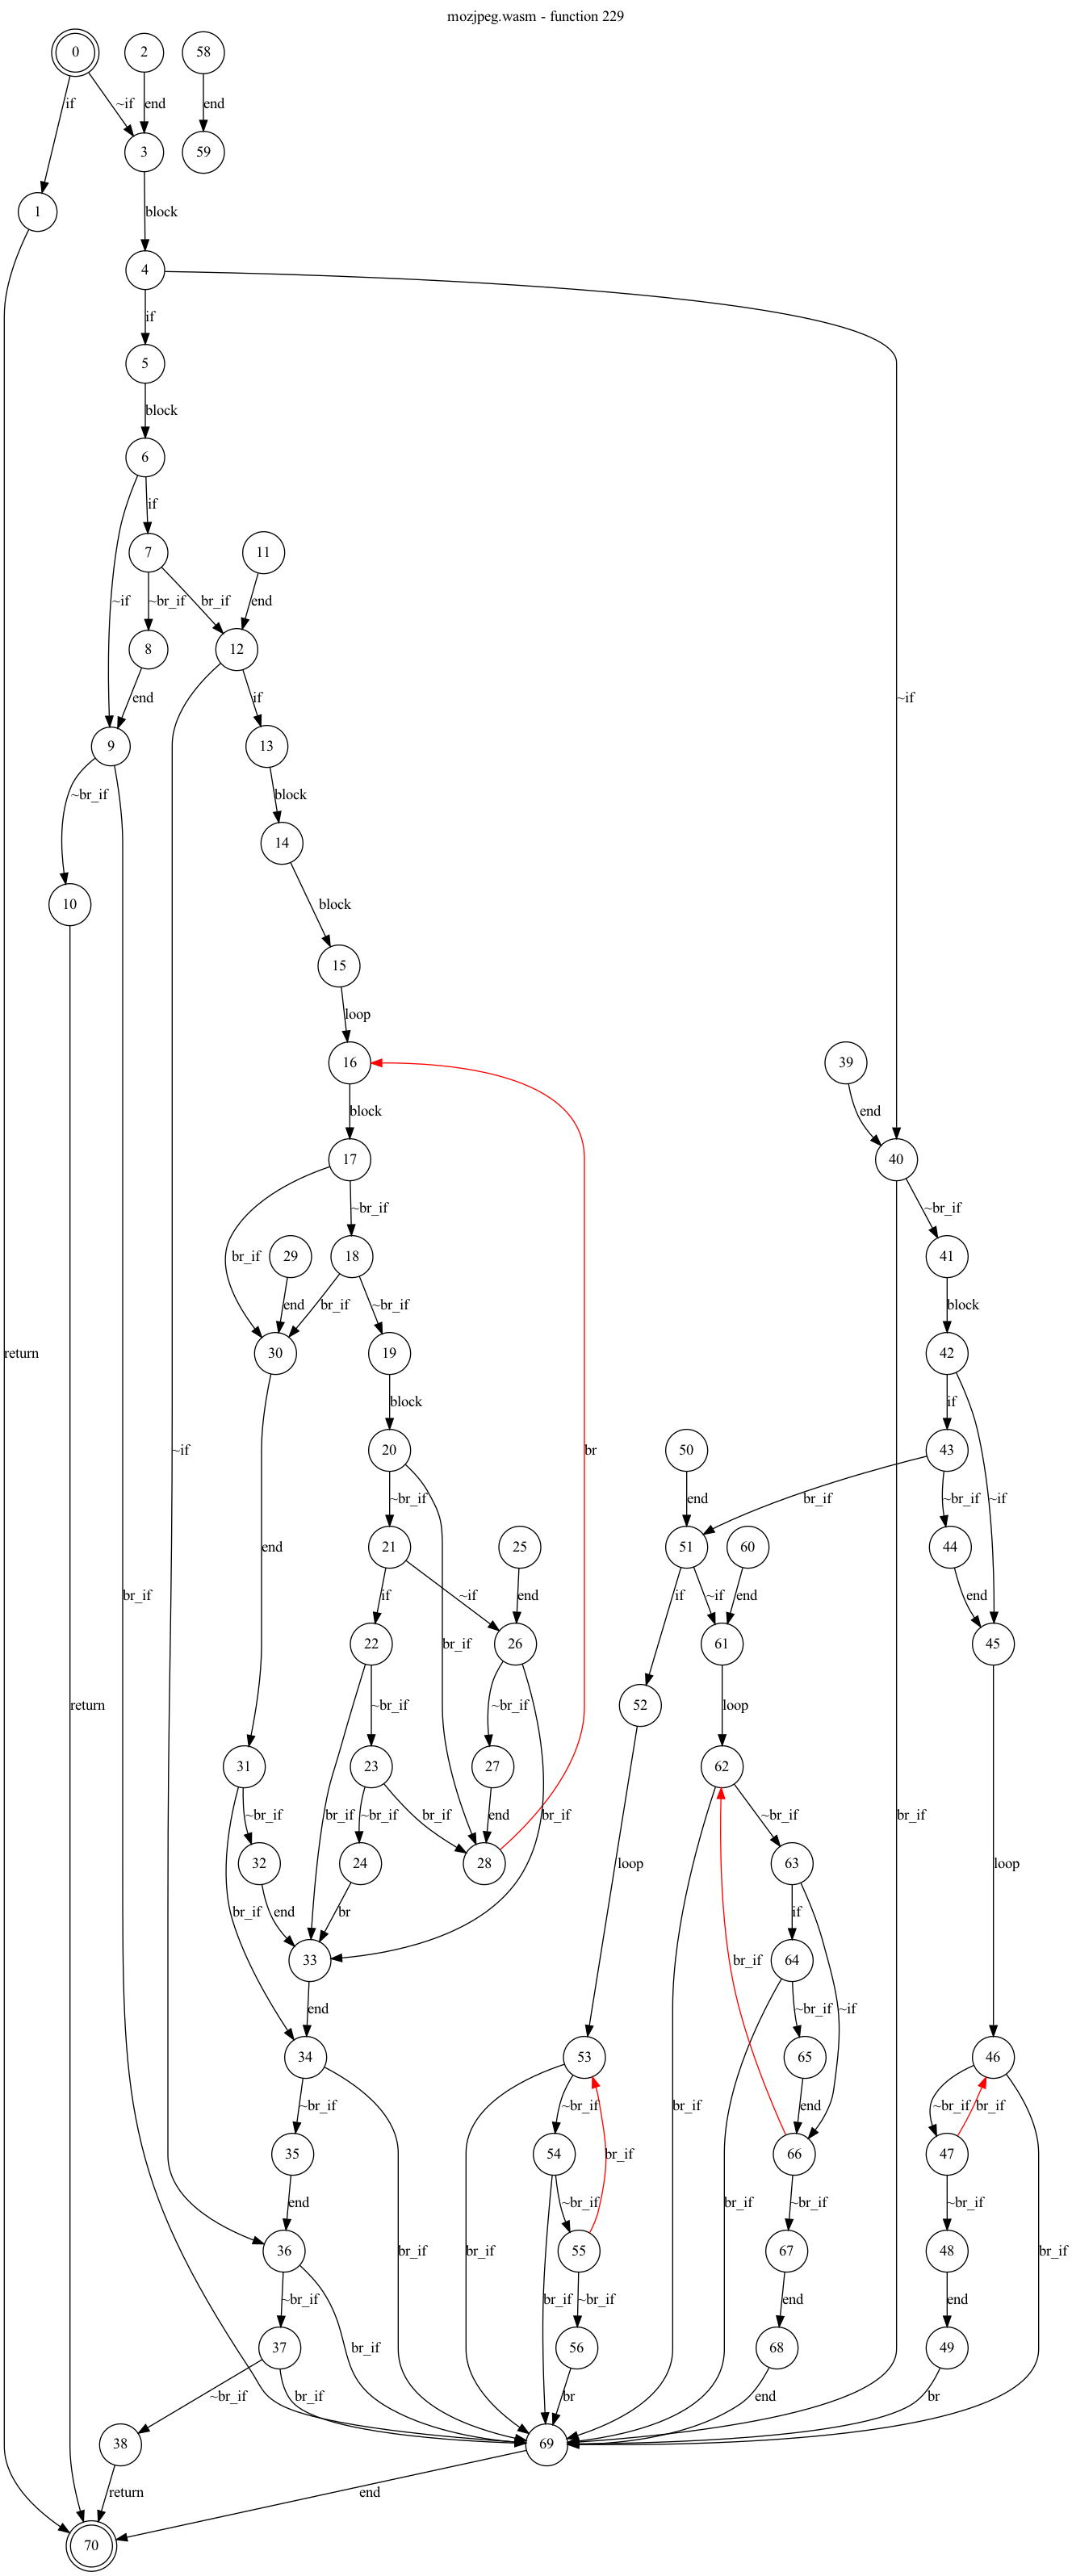 mozjpeg.wasm - function 229
0
2
58
if
~if
end
end
3
59
1
block
4
if
5
block
6
if
7
11
~if
~br_if
br_if
end
8
12
end
if
~if
9
13
~br_if
block
14
10
block
15
loop
16
39
block
end
17
40
br_if
~br_if
~br_if
29
18
41
end
br_if
~br_if
block
30
19
42
block
if
return
~if
20
br
50
43
~br_if
end
br_if
~br_if
~if
end
21
25
51
60
44
br_if
if
~if
end
if
~if
end
end
22
26
br_if
61
45
return
~br_if
~br_if
52
loop
31
23
27
62
~br_if
br_if
~br_if
br_if
end
br_if
~br_if
br_if
32
24
28
loop
63
loop
br_if
end
br
if
33
br_if
64
end
~br_if
~if
34
53
65
46
~br_if
~br_if
br_if
end
~br_if
br_if
35
54
br_if
66
47
end
br_if
~br_if
br_if
br_if
~br_if
~br_if
br_if
36
55
67
48
~br_if
br_if
br_if
~br_if
end
end
37
56
68
49
~br_if
br_if
br
end
br
38
69
return
end
70